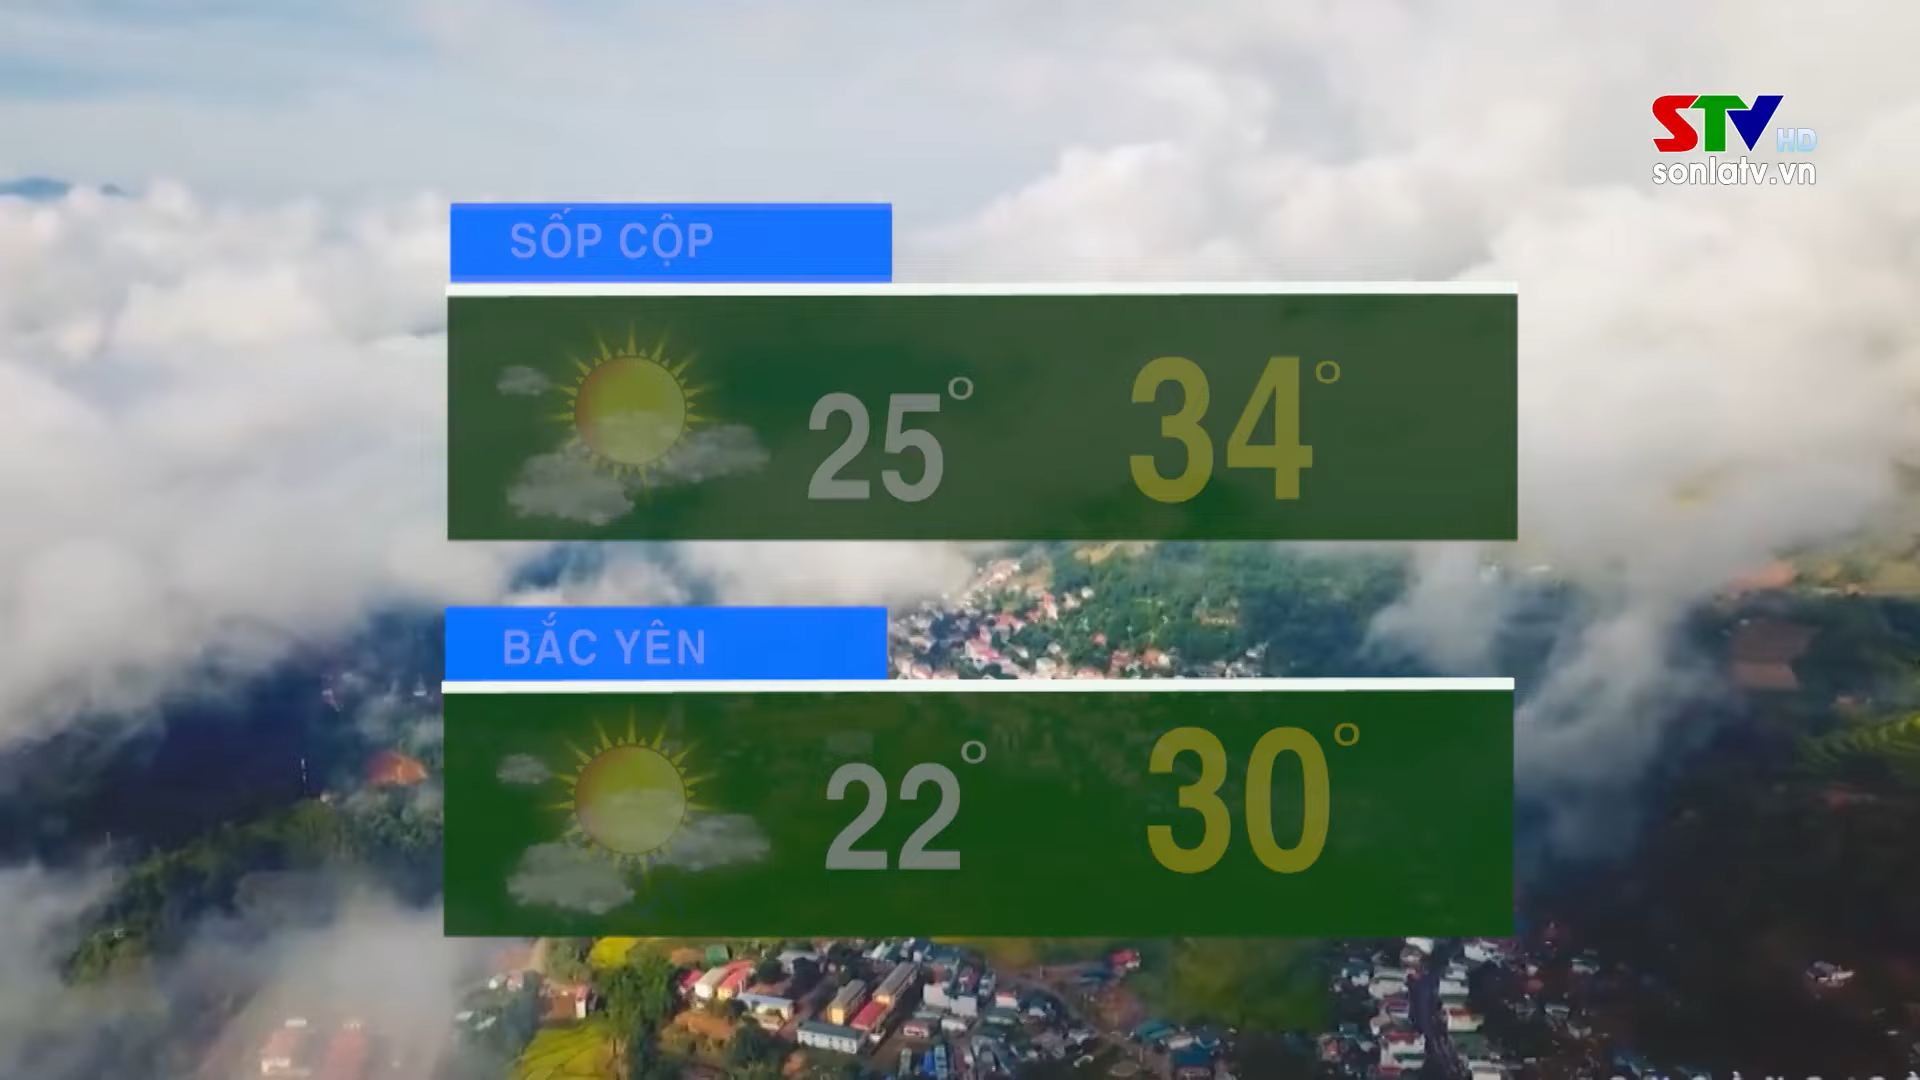 STV HD
sonlatv.vn
SỐP CỘP
25° 34°
BẮC YÊN
22° 30°